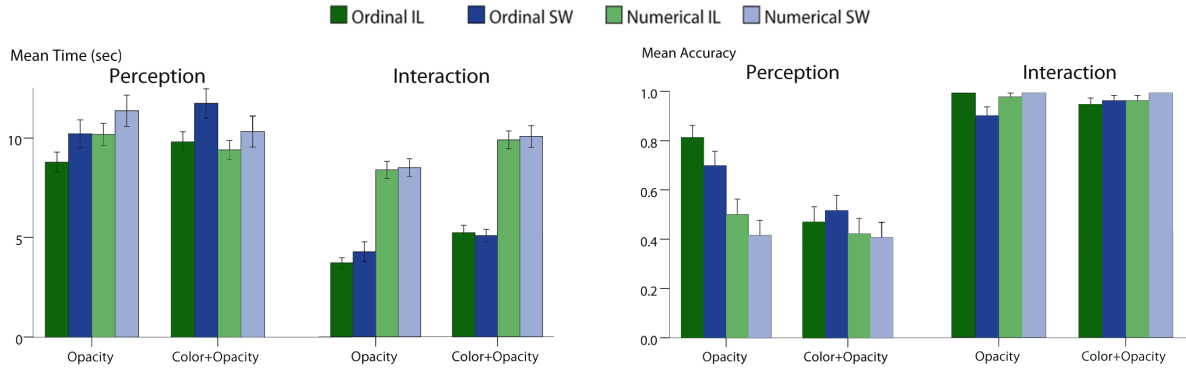 Ordinal IL Ordinal SW Numerical IL Numerical SW
Mean Time (sec)
Perception Interaction
10
5
0
Opacity Color+Opacity Opacity Color+Opacity
Mean Accuracy
Perception Interaction
1.0
0.8
0.6
0.4
0.2
0.0
Opacity Color+Opacity Opacity Color+Opacity